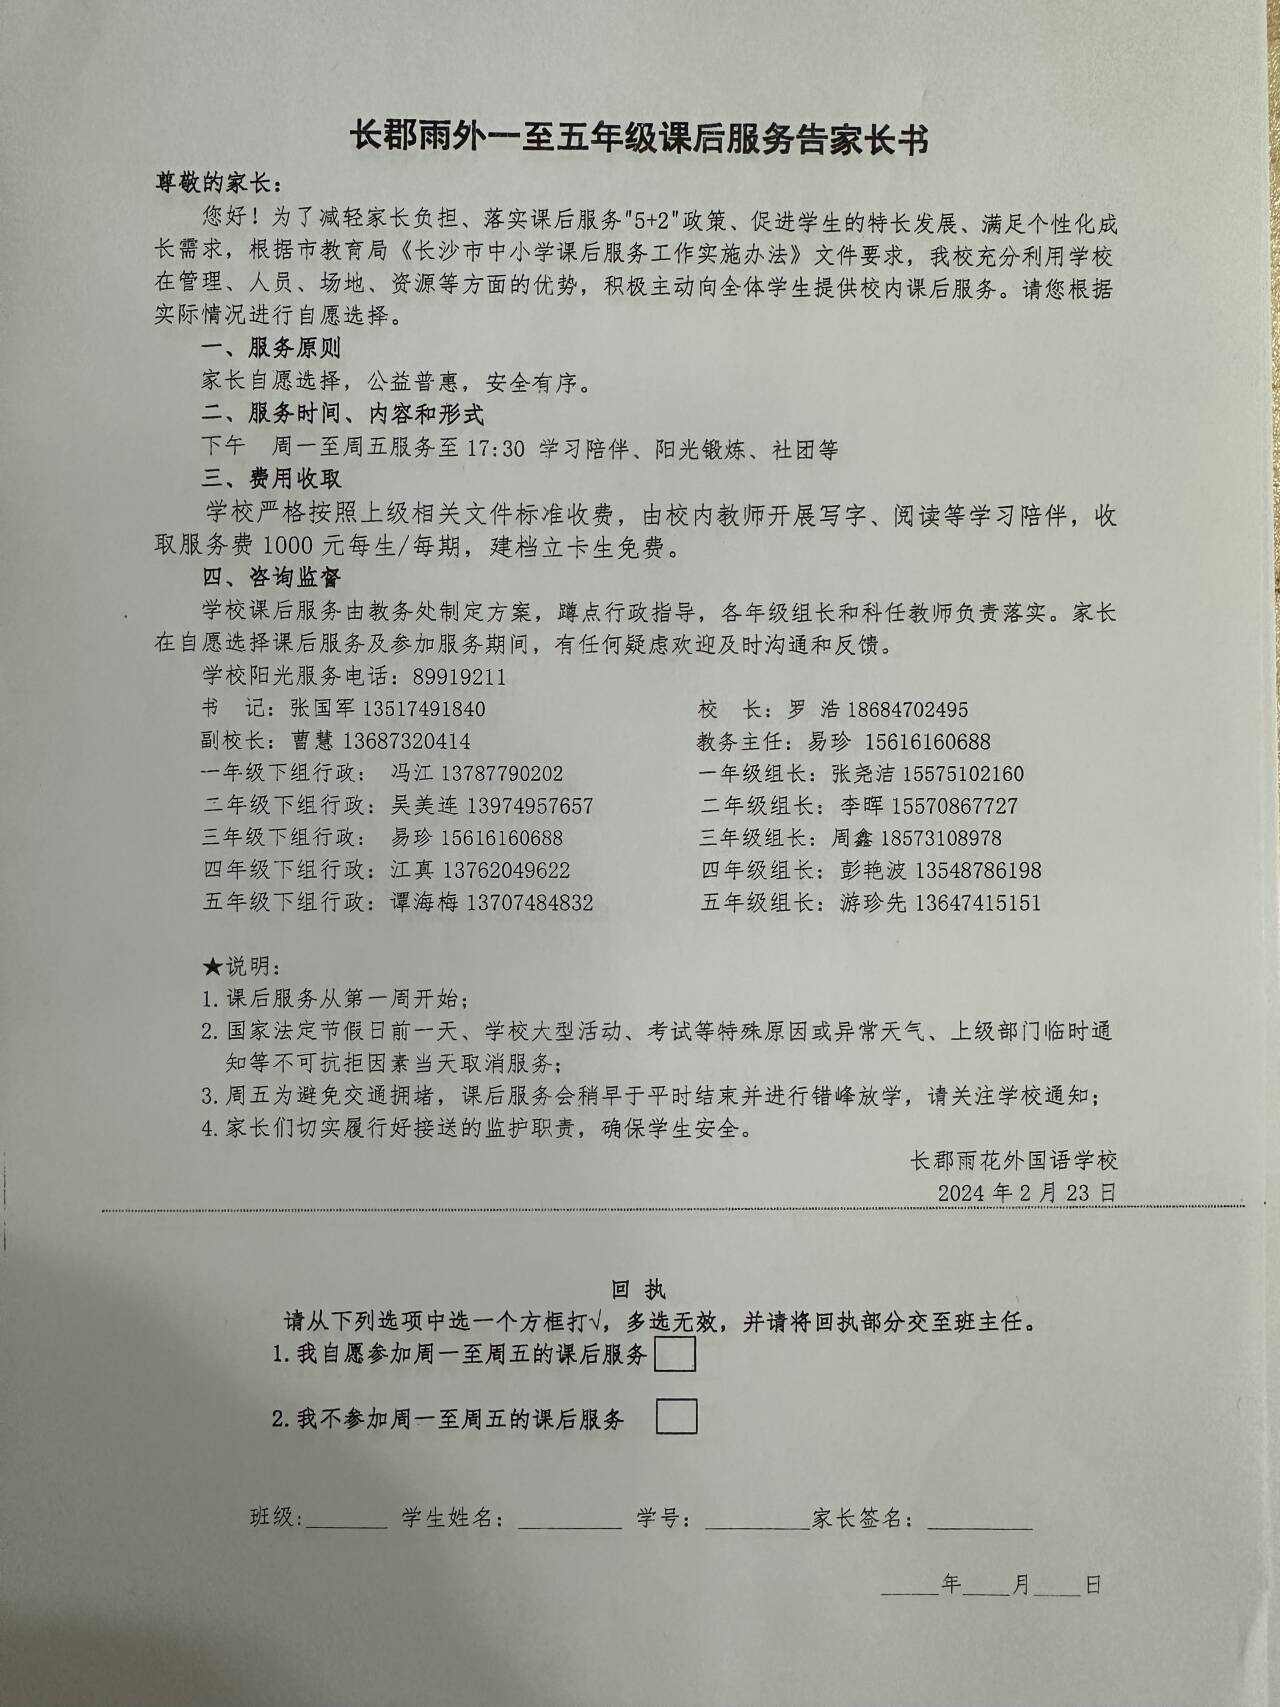 长郡雨外一至五年级课后服务告家长书
尊敬的家长：
您好！为了减轻家长负担、落实课后服务"5+2"政策、促进学生的特长发展、满足个性化成
长需求，根据市教育局《长沙市中小学课后服务工作实施办法》文件要求，我校充分利用学校
在管理、人员、场地、资源等方面的优势，积极主动向全体学生提供校内课后服务。请您根据
实际情况进行自愿选择。
一、服务原则
家长自愿选择，公益普惠，安全有序。
二、服务时间、内容和形式
下午 周一至周五服务至 17:30 学习陪伴、阳光锻炼、社团等
三、费用收取
学校严格按照上级相关文件标准收费，由校内教师开展写字、阅读等学习陪伴，收
取服务费 1000 元每生/每期，建档立卡生免费。
四、咨询监督
学校课后服务由教务处制定方案，蹲点行政指导，各年级组长和科任教师负责落实。家长
在自愿选择课后服务及参加服务期间，有任何疑虑欢迎及时沟通和反馈。
学校阳光服务电话：89919211
书 记：张国军 13517491840 校 长：罗 浩 18684702495
副校长：曹慧 13687320414 教务主任：易珍 15616160688
一年级下组行政： 冯江 13787790202 一年级组长：张尧洁 15575102160
二年级下组行政：吴美连 13974957657 二年级组长：李晖 15570867727
三年级下组行政： 易珍 15616160688 三年级组长：周鑫 18573108978
四年级下组行政：江真 13762049622 四年级组长：彭艳波 13548786198
五年级下组行政：谭海梅 13707484832 五年级组长：游珍先 13647415151
★说明：
1.课后服务从第一周开始；
2.国家法定节假日前一天、学校大型活动、考试等特殊原因或异常天气、上级部门临时通
知等不可抗拒因素当天取消服务；
3.周五为避免交通拥堵，课后服务会稍早于平时结束并进行错峰放学，请关注学校通知；
4.家长们切实履行好接送的监护职责，确保学生安全。
长郡雨花外国语学校
2024 年 2 月 23 日
回 执
请从下列选项中选一个方框打√，多选无效，并请将回执部分交至班主任。
1.我自愿参加周一至周五的课后服务
2.我不参加周一至周五的课后服务
班级:_______ 学生姓名：_________ 学号：_________家长签名：_________
_____年____月____日